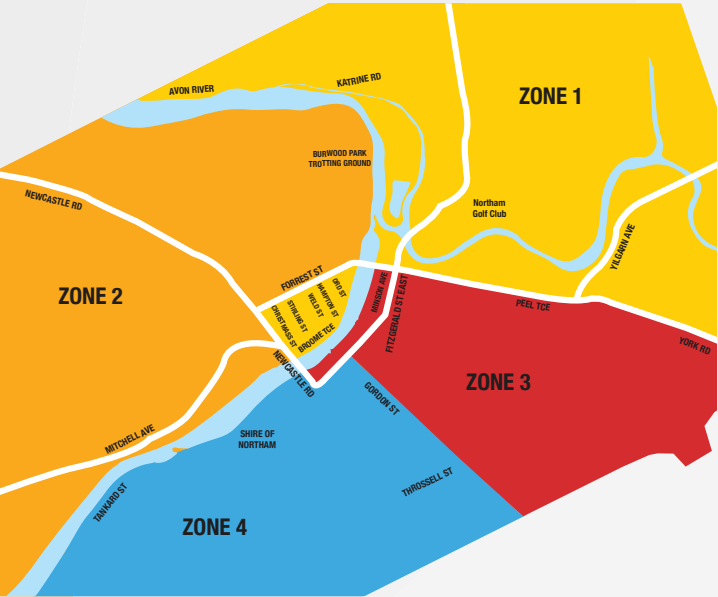 AVON RIVER
KATRINE RD
ZONE 1
BURWOOD PARK
TROTTING GROUND
NEWCASTLE RD
Northam
Golf Club
YILGARN AVE
FORREST ST
ORD ST
HAMPTON ST
WELD ST
STIRLING ST
CHRISTMASS ST
BROOME TCE
MINSON AVE
FITZGERALD ST EAST
ZONE 2
PEEL TCE
YORK RD
NEWCASTLE RD
ZONE 3
GORDON ST
MITCHELL AVE
SHIRE OF
NORTHAM
TANKARD ST
THROSSELL ST
ZONE 4